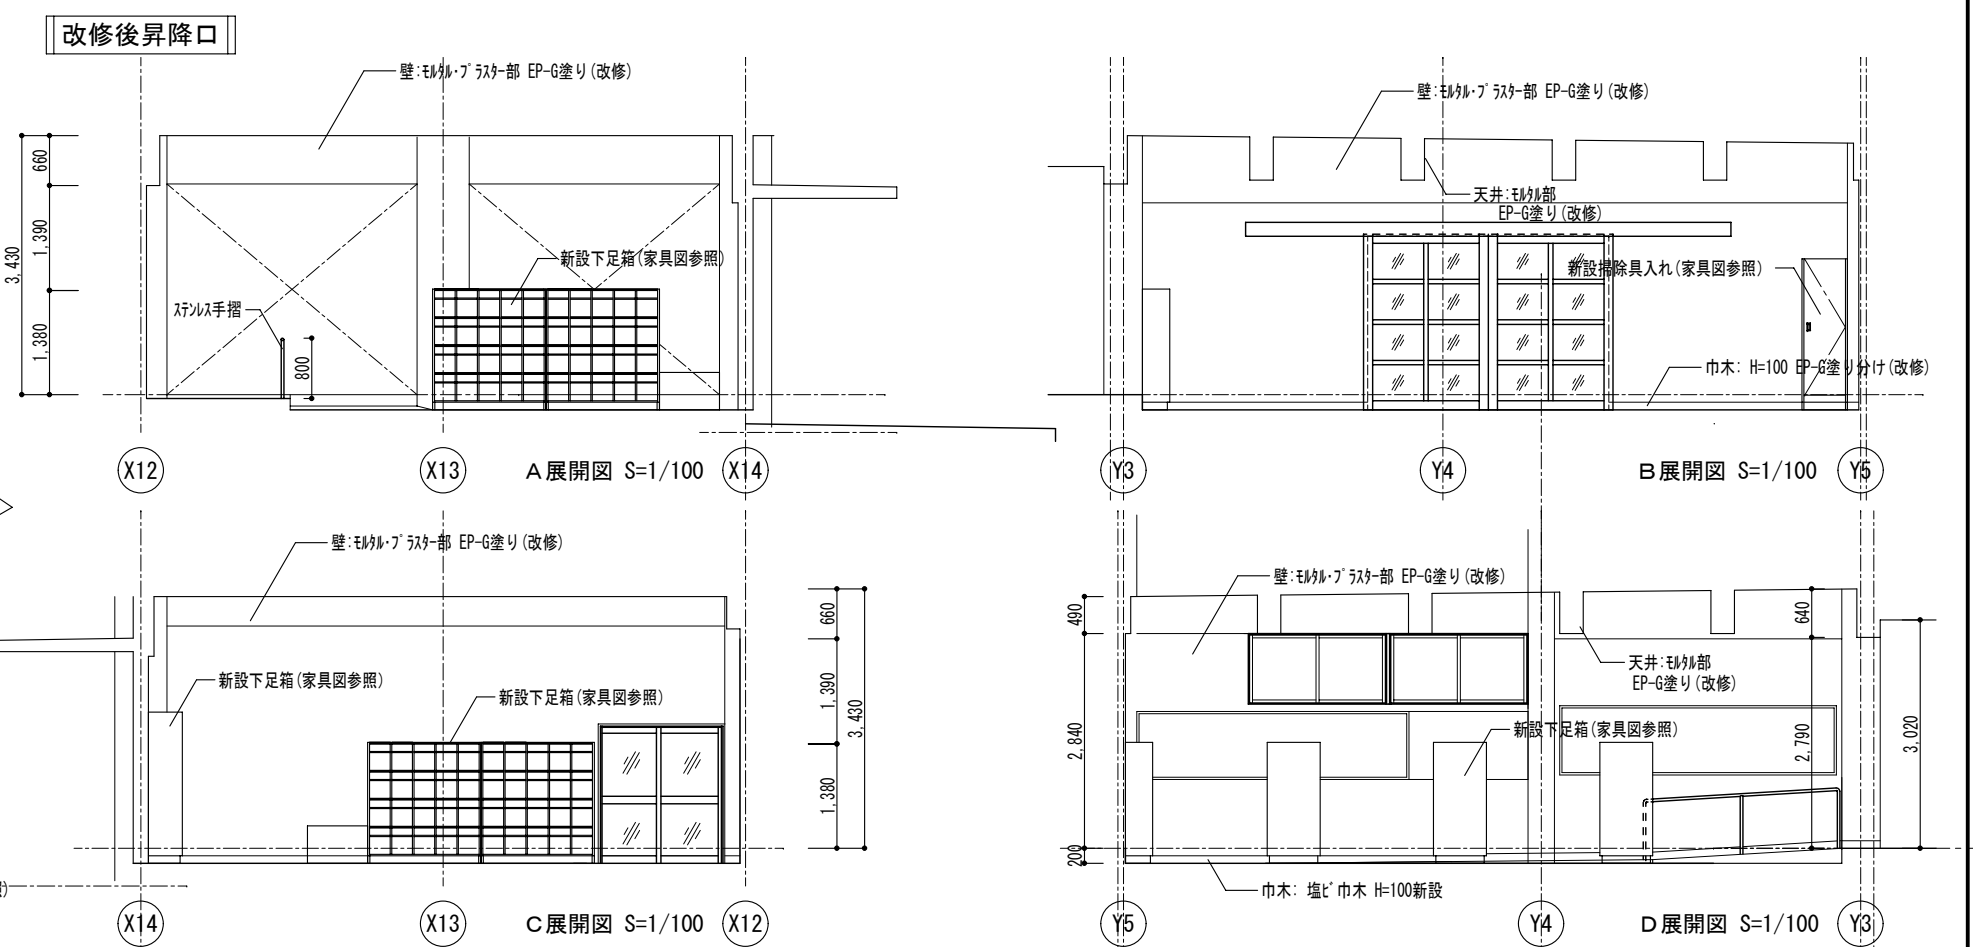 改修後昇降口
壁:ﾓﾙﾀﾙ･ﾌﾟﾗｽﾀｰ部 EP-G塗り(改修)
660
1,390
3,430
1,380
ｽﾃﾝﾚｽ手摺
800
新設下足箱(家具図参照)
X12
X13
A展開図 S=1/100
X14
壁:ﾓﾙﾀﾙ･ﾌﾟﾗｽﾀｰ部 EP-G塗り(改修)
天井:ﾓﾙﾀﾙ部
EP-G塗り(改修)
新設掃除具入れ(家具図参照)
巾木: H=100 EP-G塗り分け(改修)
Y3
Y4
B展開図 S=1/100
Y5
壁:ﾓﾙﾀﾙ･ﾌﾟﾗｽﾀｰ部 EP-G塗り(改修)
新設下足箱(家具図参照)
新設下足箱(家具図参照)
660
1,390
3,430
1,380
X14
X13
C展開図 S=1/100
X12
壁:ﾓﾙﾀﾙ･ﾌﾟﾗｽﾀｰ部 EP-G塗り(改修)
490
2,840
200
640
天井:ﾓﾙﾀﾙ部
EP-G塗り(改修)
新設下足箱(家具図参照)
2,790
3,020
巾木: 塩ﾋﾞ巾木 H=100新設
Y5
Y4
D展開図 S=1/100
Y3